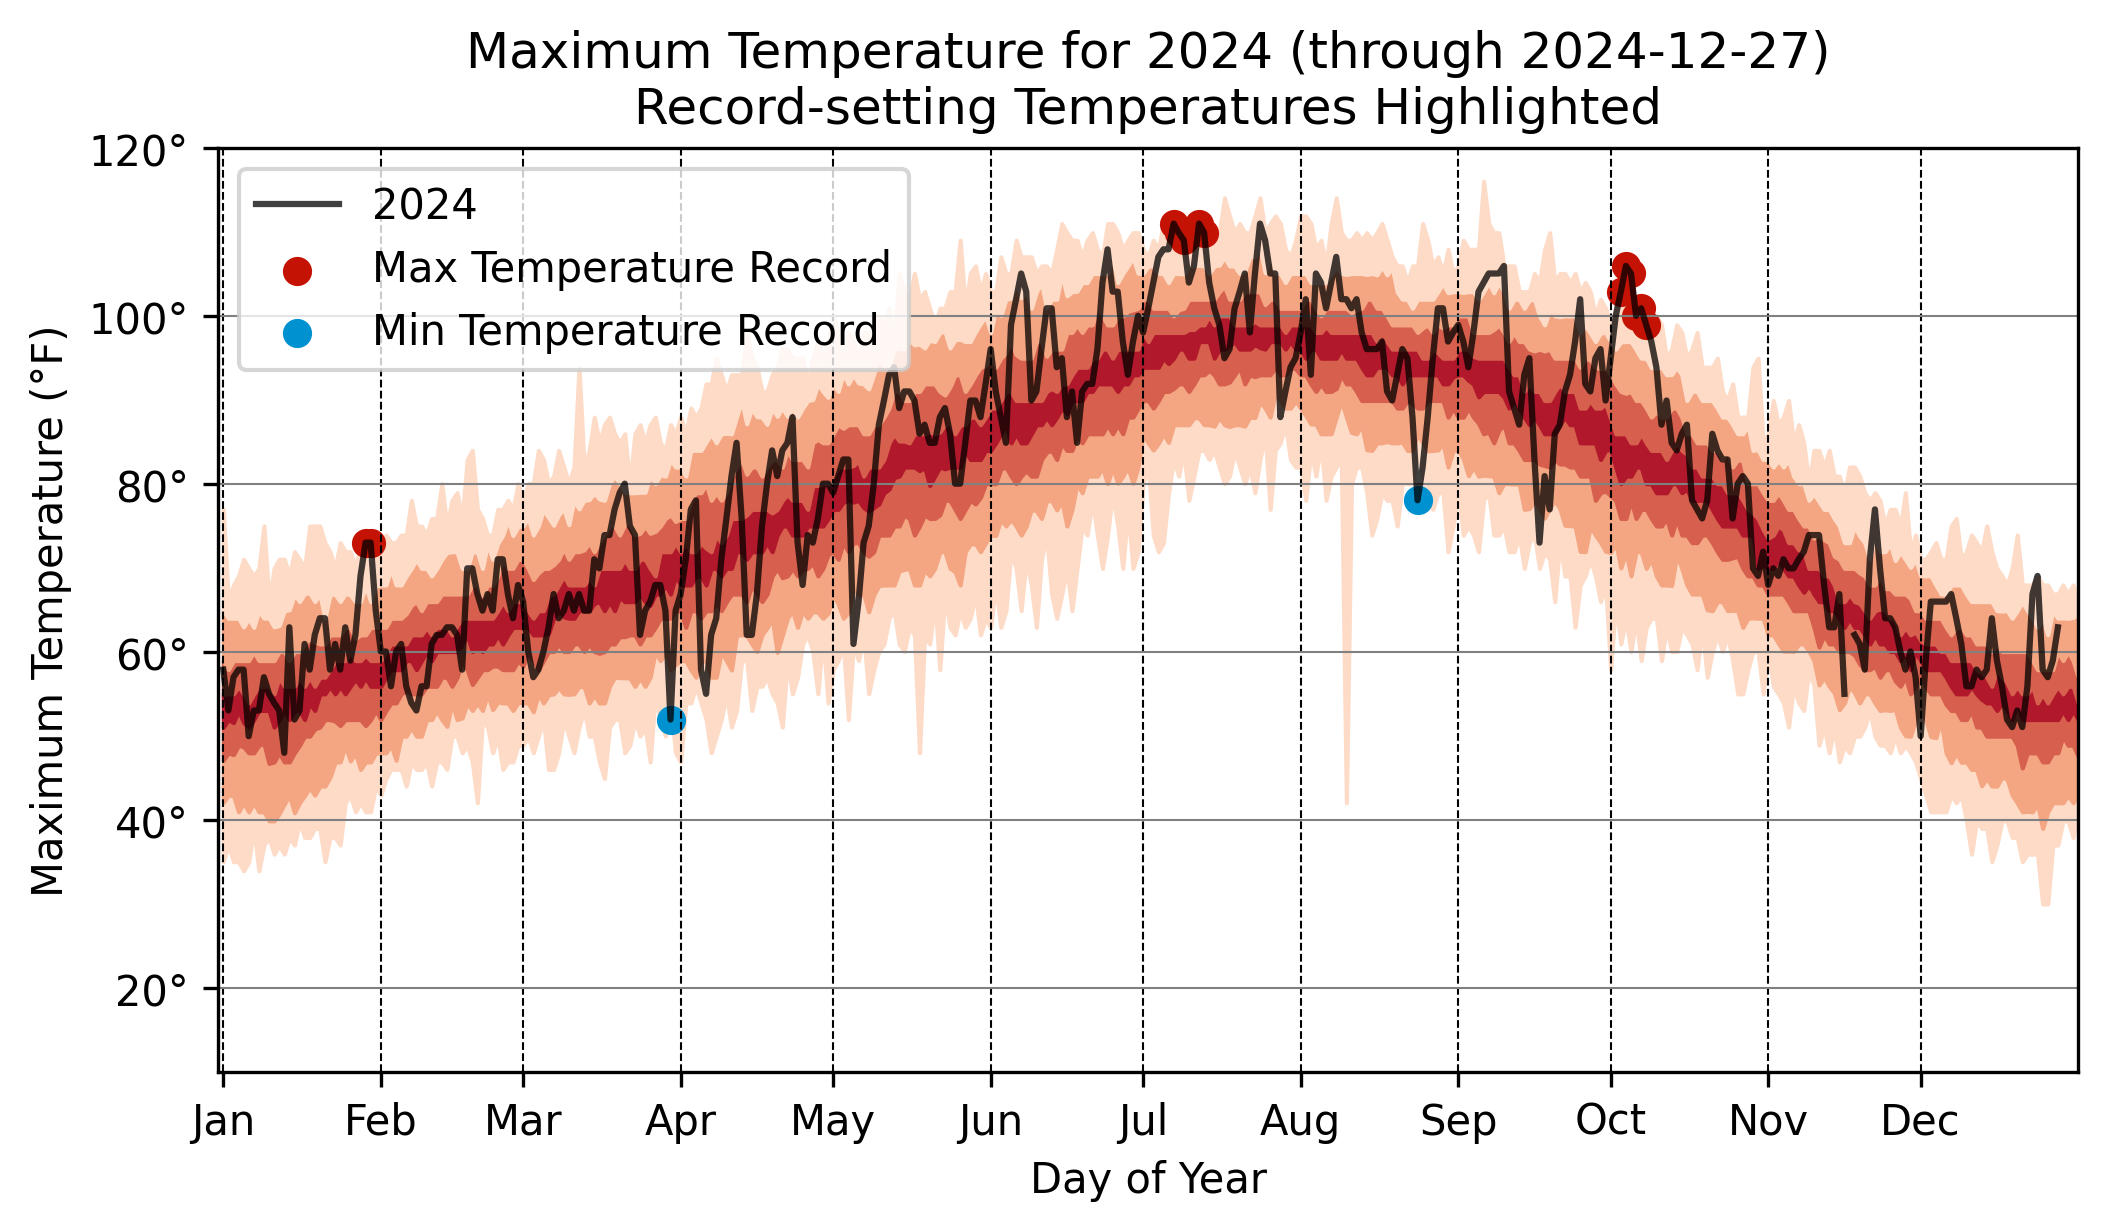 Maximum Temperature for 2024 (through 2024-12-27)
Record-setting Temperatures Highlighted
120°
100°
80°
60°
40°
20°
Maximum Temperature (°F)
2024
Max Temperature Record
Min Temperature Record
Jan Feb Mar Apr May Jun Jul Aug Sep Oct Nov Dec
Day of Year